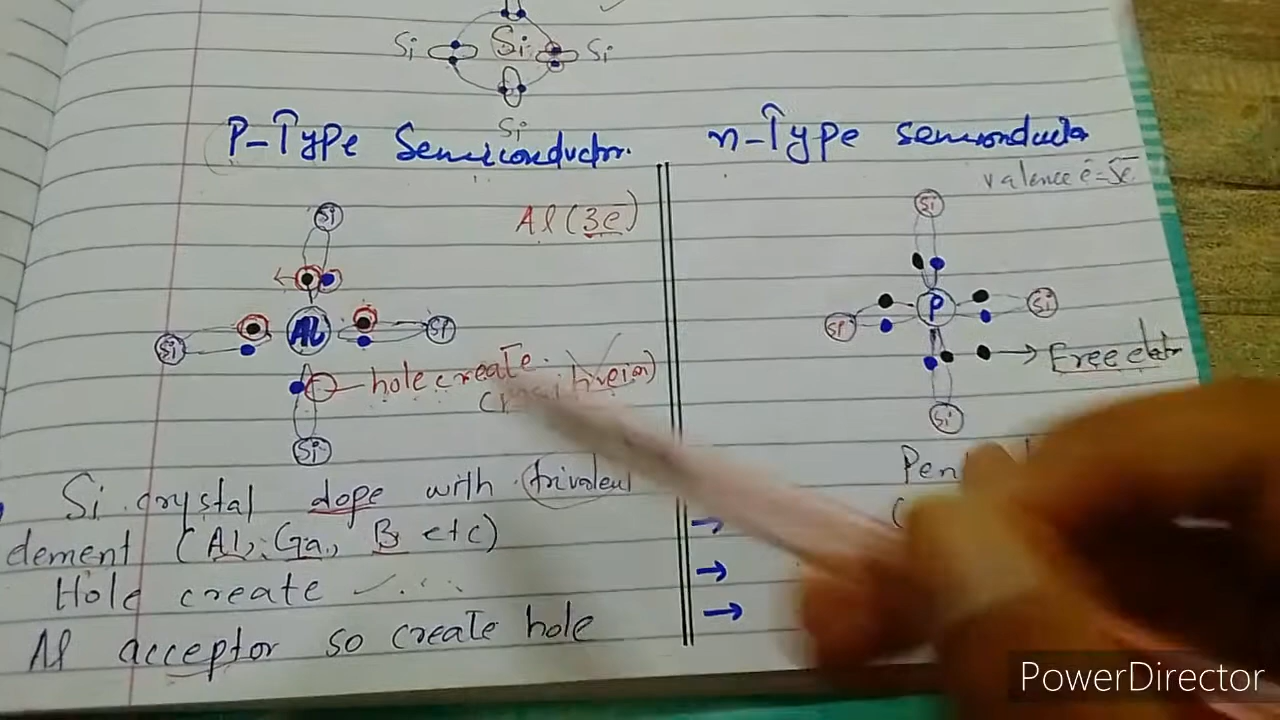 Si Si Si
Si
P-Type Semiconductor.
n-Type semiconductor
valence e-5e
Si
Al (3e)
Si
Si Al Si
Si P Si
hole create
Free
Si
Si
Si crystal dope with trivalent
element (Al, Ga, B etc)
Hole create
Al acceptor so create hole
Pent
PowerDirector